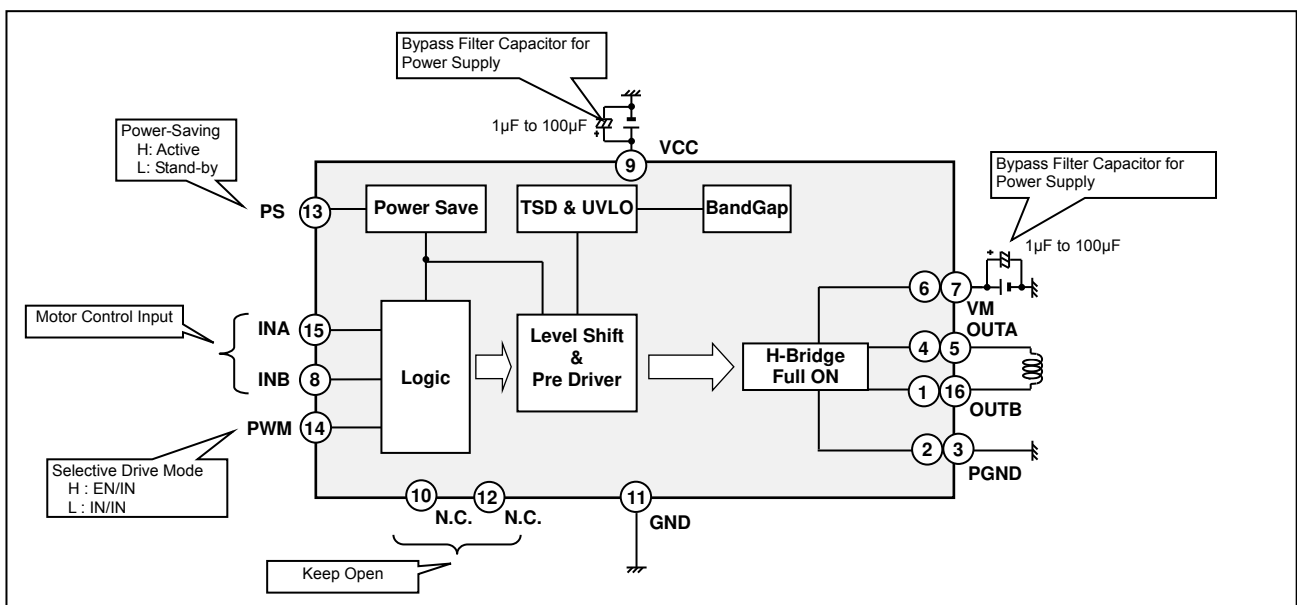 Bypass Filter Capacitor for
Power Supply
1µF to 100µF
+
VCC
9
Power-Saving
H: Active
L: Stand-by
Bypass Filter Capacitor for
Power Supply
PS
13
Power Save
TSD & UVLO
BandGap
+
1µF to 100µF
6
7
VM
Motor Control Input
INA
15
INB
8
PWM
14
Logic
Level Shift
&
Pre Driver
H-Bridge
Full ON
OUTA
4
5
1
16
OUTB
2
3
PGND
Selective Drive Mode
H : EN/IN
L : IN/IN
10
N.C.
12
N.C.
11
GND
Keep Open